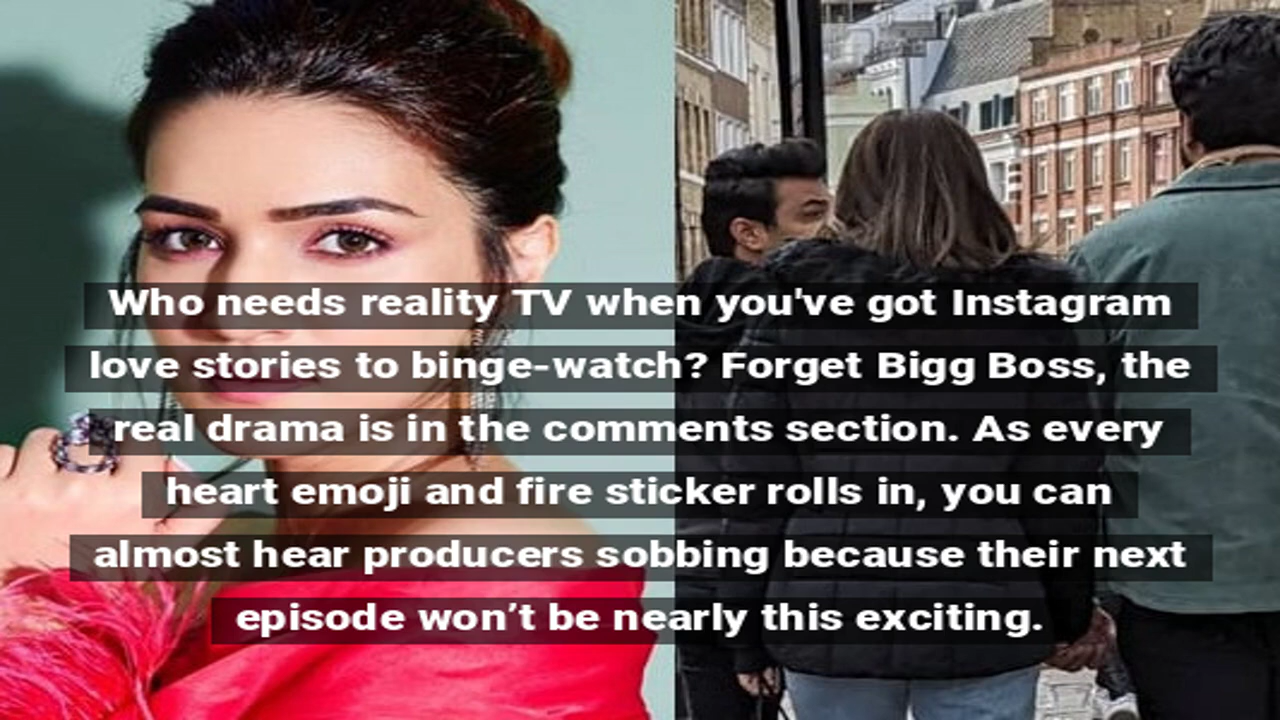 Who needs reality TV when you've got Instagram
love stories to binge-watch? Forget Bigg Boss, the
real drama is in the comments section. As every
heart emoji and fire sticker rolls in, you can
almost hear producers sobbing because their next
episode won’t be nearly this exciting.